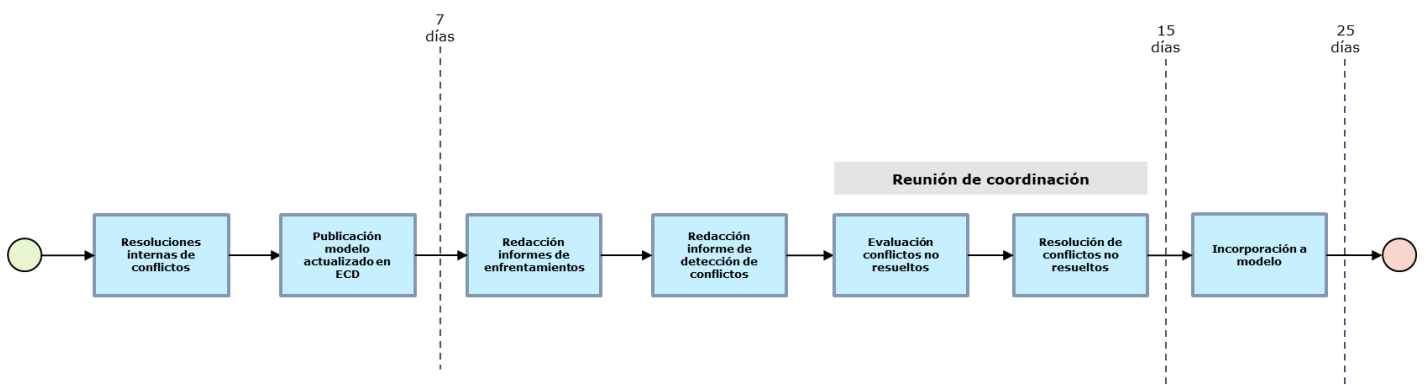 7
días
15
días
25
días
Reunión de coordinación
Resoluciones
internas de
conflictos
Publicación
modelo
actualizado en
ECD
Redacción
informes de
enfrentamientos
Redacción
informe de
detección de
conflictos
Evaluación
conflictos no
resueltos
Resolución de
conflictos no
resueltos
Incorporación a
modelo